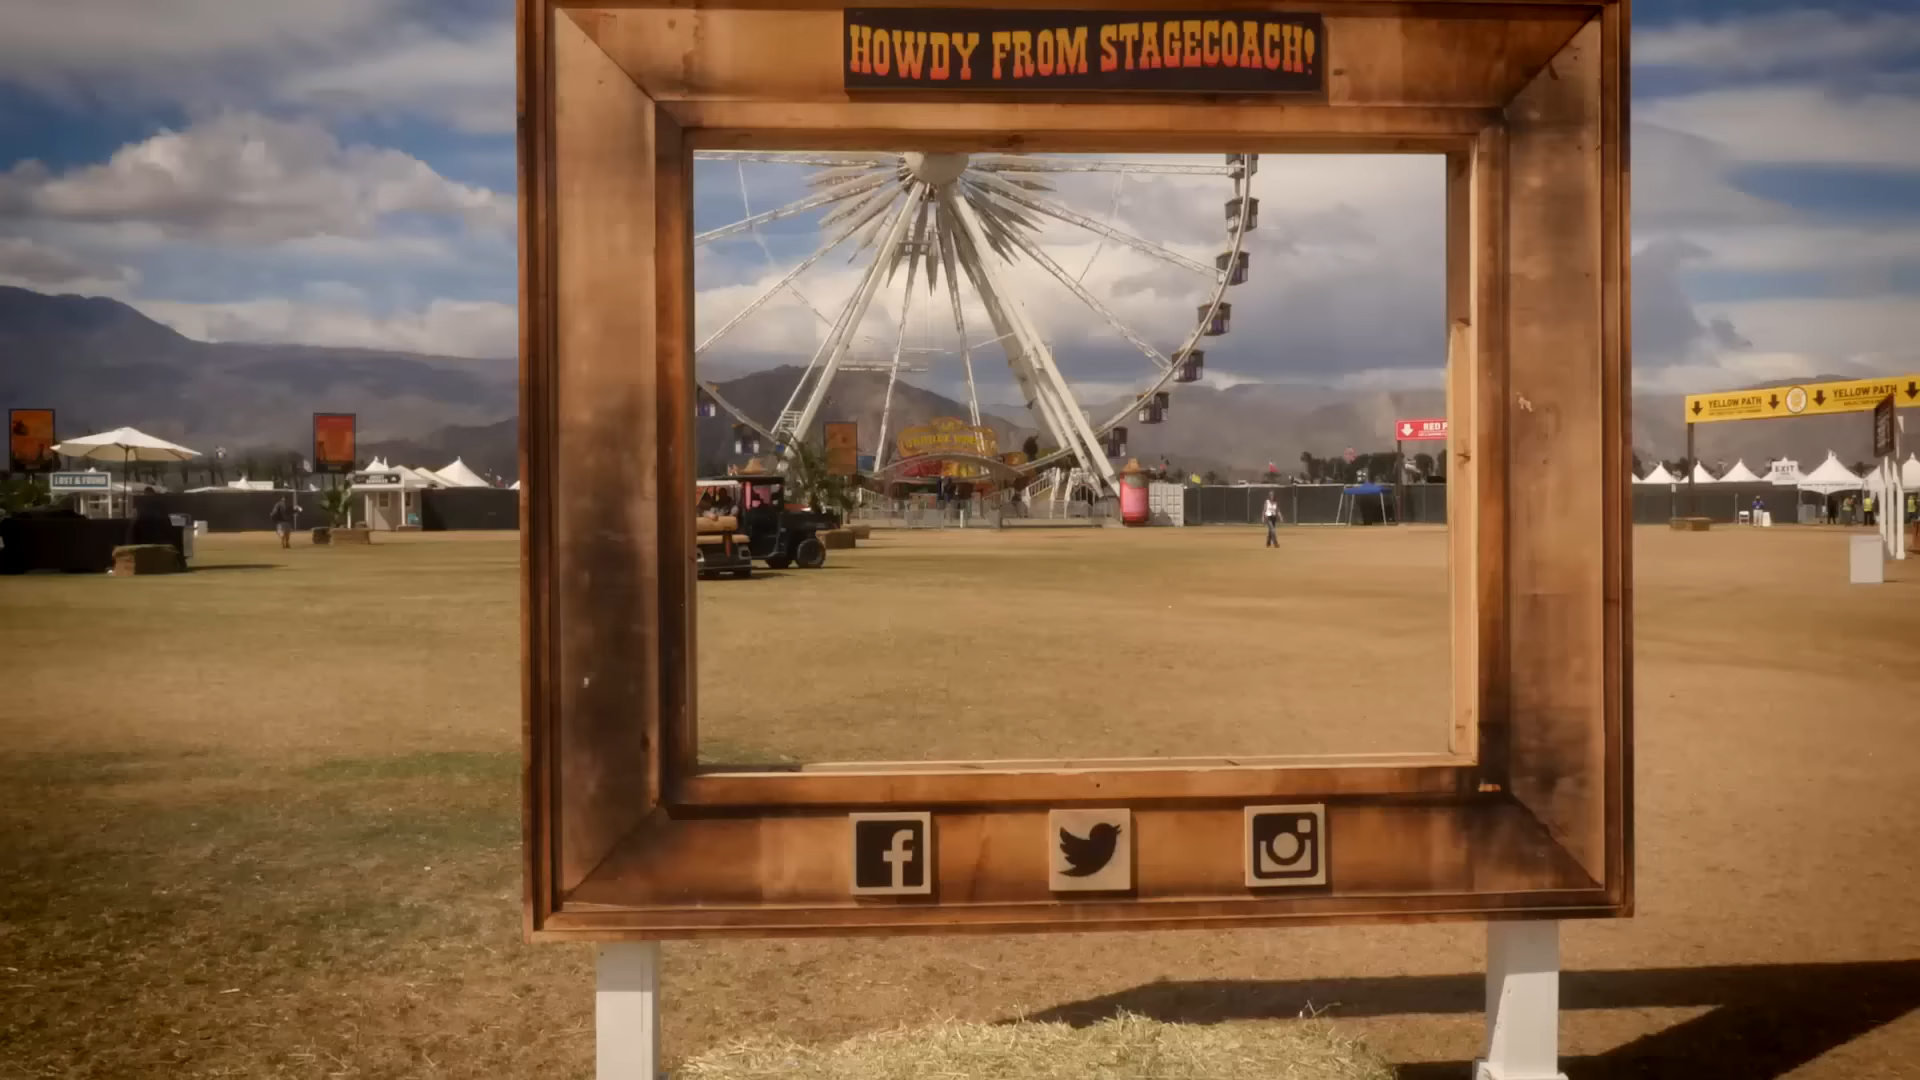 HOWDY FROM STAGECOACH!
LOST & FOUND
RED P
YELLOW PATH
YELLOW PATH
EXIT